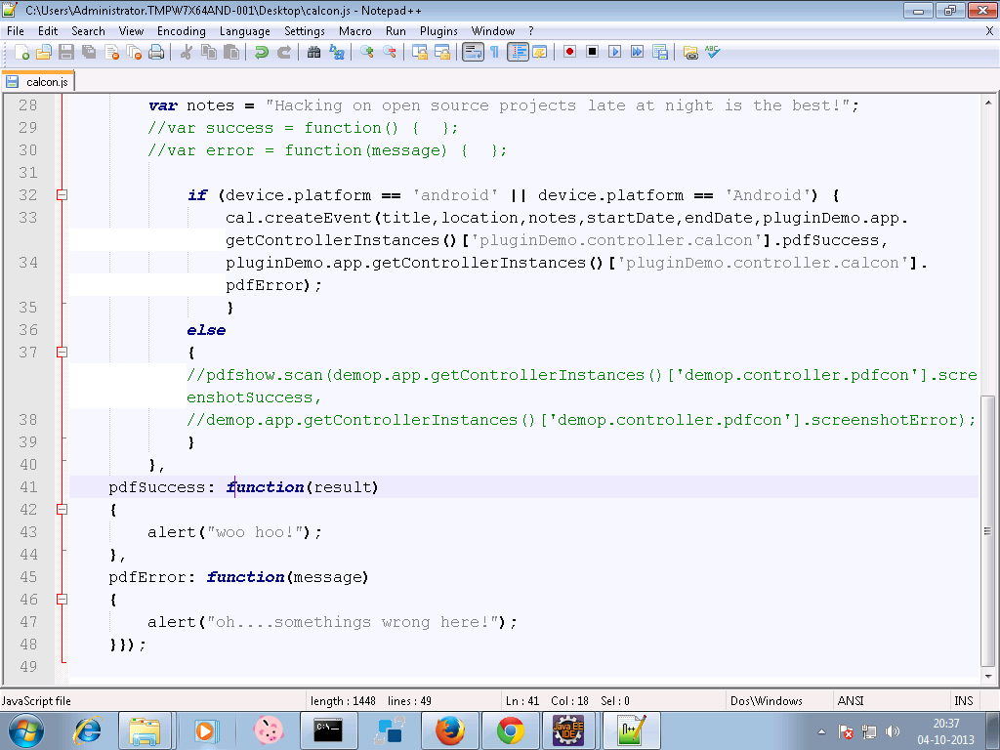 C:\Users\Administrator.TMPW7X64AND-001\Desktop\calcon.js - Notepad++
File Edit Search View Encoding Language Settings Macro Run Plugins Window ? X
calcon.js
28 var notes = "Hacking on open source projects late at night is the best!";
29 //var success = function() {  };
30 //var error = function(message) {  };
31
32 if (device.platform == 'android' || device.platform == 'Android') {
33 cal.createEvent(title,location,notes,startDate,endDate,pluginDemo.app.
getControllerInstances()['pluginDemo.controller.calcon'].pdfSuccess,
34 pluginDemo.app.getControllerInstances()['pluginDemo.controller.calcon'].
pdfError);
35 }
36 else
37 {
//pdfshow.scan(demop.app.getControllerInstances()['demop.controller.pdfcon'].scre
enshotSuccess,
38 //demop.app.getControllerInstances()['demop.controller.pdfcon'].screenshotError);
39 }
40 },
41 pdfSuccess: function(result)
42 {
43 alert("woo hoo!");
44 },
45 pdfError: function(message)
46 {
47 alert("oh....somethings wrong here!");
48 }});
49
JavaScript file length : 1448 lines : 49 Ln : 41 Col : 18 Sel : 0 Dos\Windows ANSI INS
C:\_
Java EE
IDE
N++
20:37
04-10-2013